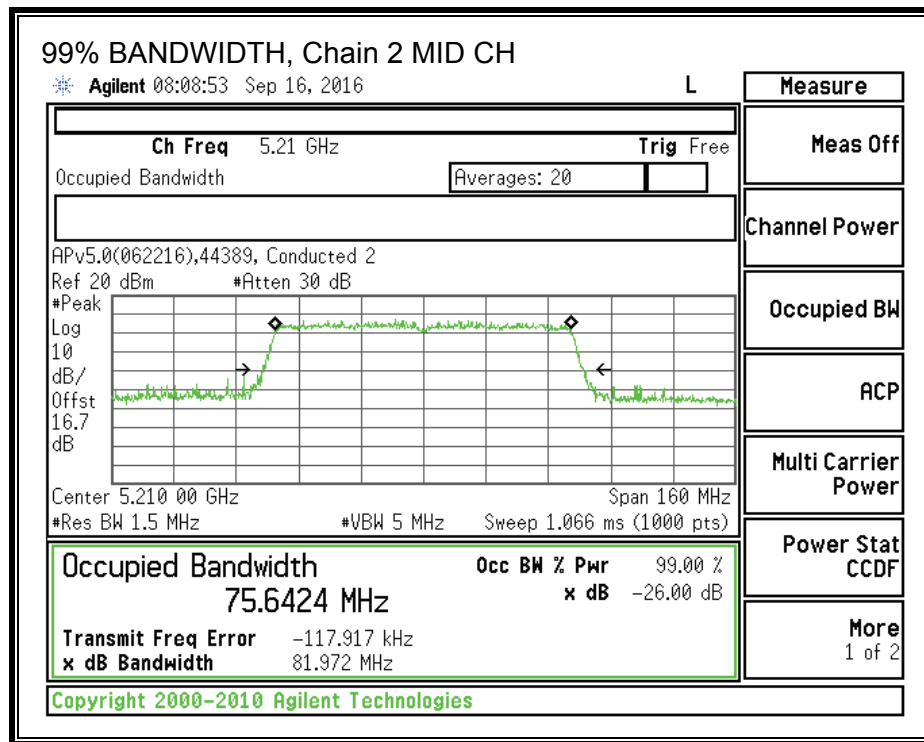 99% BANDWIDTH, Chain 2 MID CH
Agilent 08:08:53 Sep 16, 2016 L
Measure
Ch Freq 5.21 GHz Trig Free
Meas Off
Occupied Bandwidth Averages: 20
Channel Power
APv5.0(062216),44389, Conducted 2
Ref 20 dBm #Atten 30 dB
#Peak
Log
10
dB/
Offst
16.7
dB
Occupied BW
ACP
Multi Carrier
Power
Center 5.210 00 GHz Span 160 MHz
#Res BW 1.5 MHz #VBW 5 MHz Sweep 1.066 ms (1000 pts)
Power Stat
CCDF
Occupied Bandwidth Occ BW % Pwr 99.00 %
75.6424 MHz x dB -26.00 dB
Transmit Freq Error -117.917 kHz
x dB Bandwidth 81.972 MHz
More
1 of 2
Copyright 2000-2010 Agilent Technologies